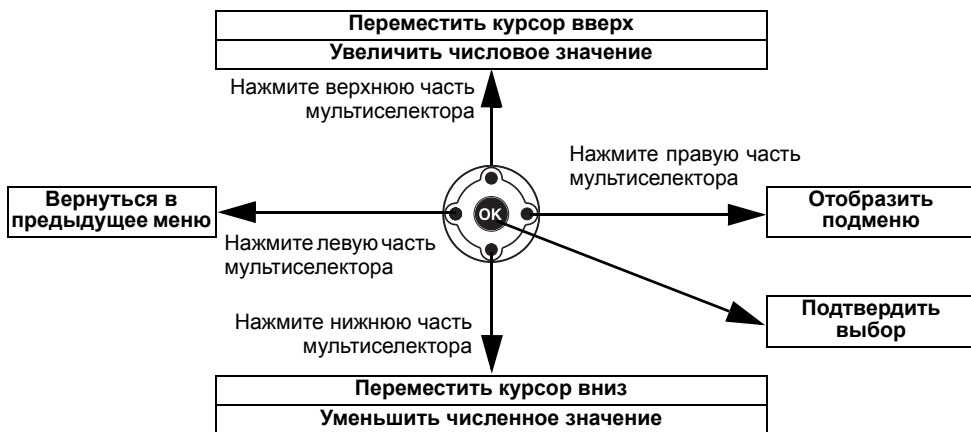 Переместить курсор вверх
Увеличить числовое значение
Нажмите верхнюю часть
мультиселектора
Нажмите правую часть
мультиселектора
Вернуться в
предыдущее меню
OK
Отобразить
подменю
Нажмите левую часть
мультиселектора
Подтвердить
выбор
Нажмите нижнюю часть
мультиселектора
Переместить курсор вниз
Уменьшить численное значение